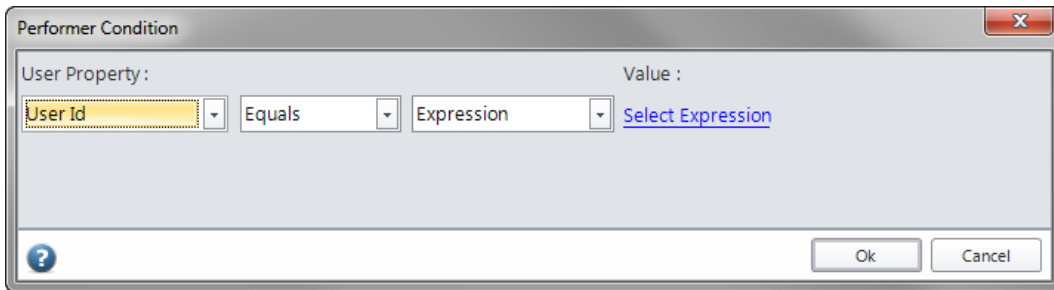 Performer Condition
User Property : Value :
User Id Equals Expression Select Expression
? Ok Cancel